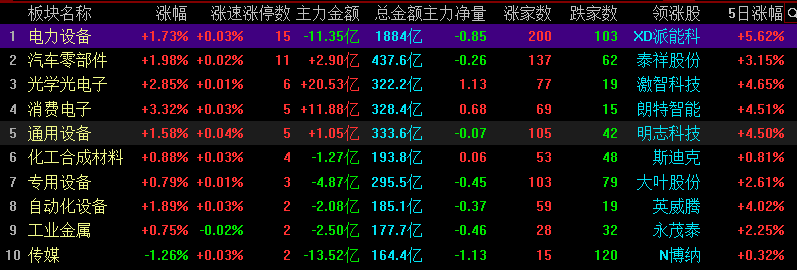 板块名称 涨幅 涨速 涨停数 主力金额 总金额 主力净量 涨家数 跌家数 领涨股 5日涨幅
1 电力设备 +1.73% +0.03% 15 -11.35亿 1884亿 -0.85 200 103 XD派能科 +5.62%
2 汽车零部件 +1.98% +0.02% 11 +2.90亿 437.6亿 -0.26 137 62 泰祥股份 +3.15%
3 光学光电子 +2.85% +0.01% 6 +20.53亿 322.2亿 1.13 77 19 激智科技 +4.65%
4 消费电子 +3.32% +0.03% 5 +11.88亿 328.4亿 0.68 69 15 朗特智能 +4.51%
5 通用设备 +1.58% +0.04% 5 +1.05亿 333.6亿 -0.07 105 42 明志科技 +4.50%
6 化工合成材料 +0.88% +0.03% 4 -1.27亿 193.8亿 0.06 53 48 斯迪克 +0.81%
7 专用设备 +0.79% +0.01% 3 -4.87亿 295.5亿 -0.45 103 79 大叶股份 +2.61%
8 自动化设备 +1.89% +0.03% 2 -2.08亿 185.1亿 -0.37 59 19 英威腾 +4.02%
9 工业金属 +0.75% -0.02% 2 -2.50亿 177.7亿 -0.46 28 32 永茂泰 +2.25%
10 传媒 -1.26% +0.03% 2 -13.52亿 164.4亿 -1.13 15 120 N博纳 +0.32%